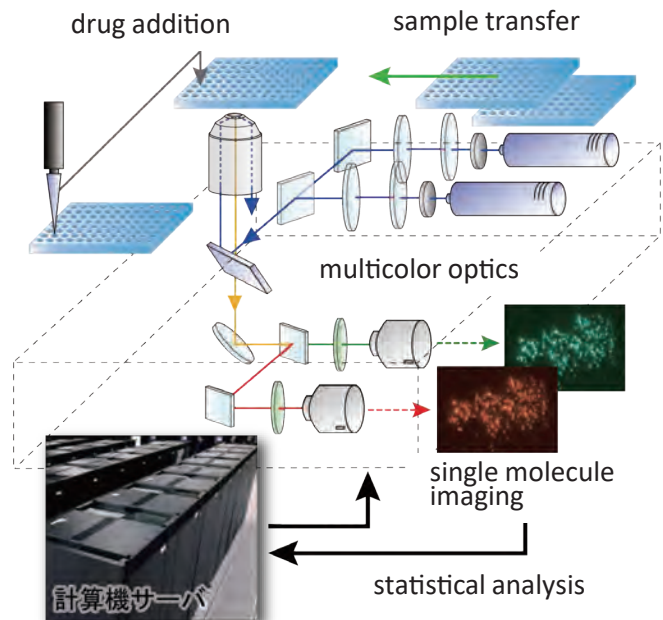 drug addition
sample transfer
multicolor optics
single molecule
imaging
計算機サーバ
statistical analysis